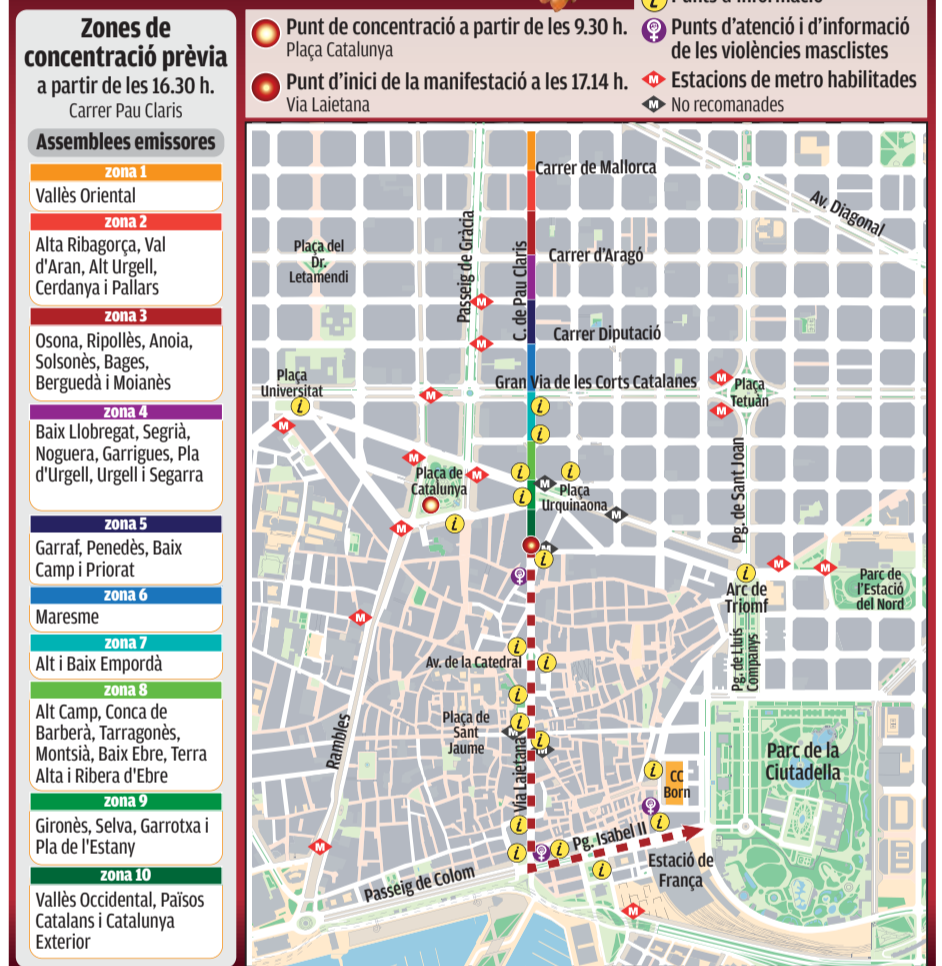 Zones de
concentració prèvia
a partir de les 16.30 h.
Carrer Pau Claris
Assemblees emissores
zona 1
Vallès Oriental
zona 2
Alta Ribagorça, Val
d'Aran, Alt Urgell,
Cerdanya i Pallars
zona 3
Osona, Ripollès, Anoia,
Solsonès, Bages,
Berguedà i Moianès
zona 4
Baix Llobregat, Segrià,
Noguera, Garrigues, Pla
d'Urgell, Urgell i Segarra
zona 5
Garraf, Penedès, Baix
Camp i Priorat
zona 6
Maresme
zona 7
Alt i Baix Empordà
zona 8
Alt Camp, Conca de
Barberà, Tarragonès,
Montsià, Baix Ebre, Terra
Alta i Ribera d'Ebre
zona 9
Gironès, Selva, Garrotxa i
Pla de l'Estany
zona 10
Vallès Occidental, Països
Catalans i Catalunya
Exterior
Punt de concentració a partir de les 9.30 h.
Plaça Catalunya
Punt d'inici de la manifestació a les 17.14 h.
Via Laietana
i Punts d'informació
Punts d'atenció i d'informació
de les violències masclistes
M Estacions de metro habilitades
M No recomanades
Carrer de Mallorca
Av. Diagonal
Passeig de Gràcia
C. de Pau Claris
Plaça del
Dr.
Letamendi
Carrer d'Aragó
M
Carrer Diputació
M
Plaça
Universitat
Gran Via de les Corts Catalanes
M
Plaça
Tetuán
M
M
i
i
M
i
M
Plaça de
Catalunya
M
i
i
M
Plaça
Urquinaona
i
M
Pg. de Sant Joan
M
i
M
i
i
Arc de
Triomf
M
M
Parc de
l'Estació
del Nord
M
Pg. de Lluís
Companys
Av. de la Catedral
i
i
Rambles
Plaça de
Sant
Jaume
i
i
M
i
M
Via Laietana
i
CC
Born
Parc de la
Ciutadella
i
i
M
i
i
Pg. Isabel II
i
Estació de
França
Passeig de Colom
M